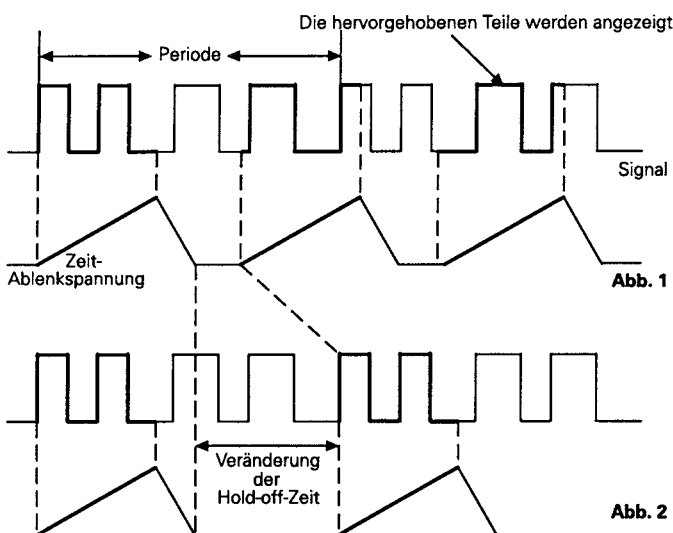 Die hervorgehobenen Teile werden angezeigt
Periode
Signal
Zeit-
Ablenkspannung
Abb. 1
Veränderung
der
Hold-off-Zeit
Abb. 2